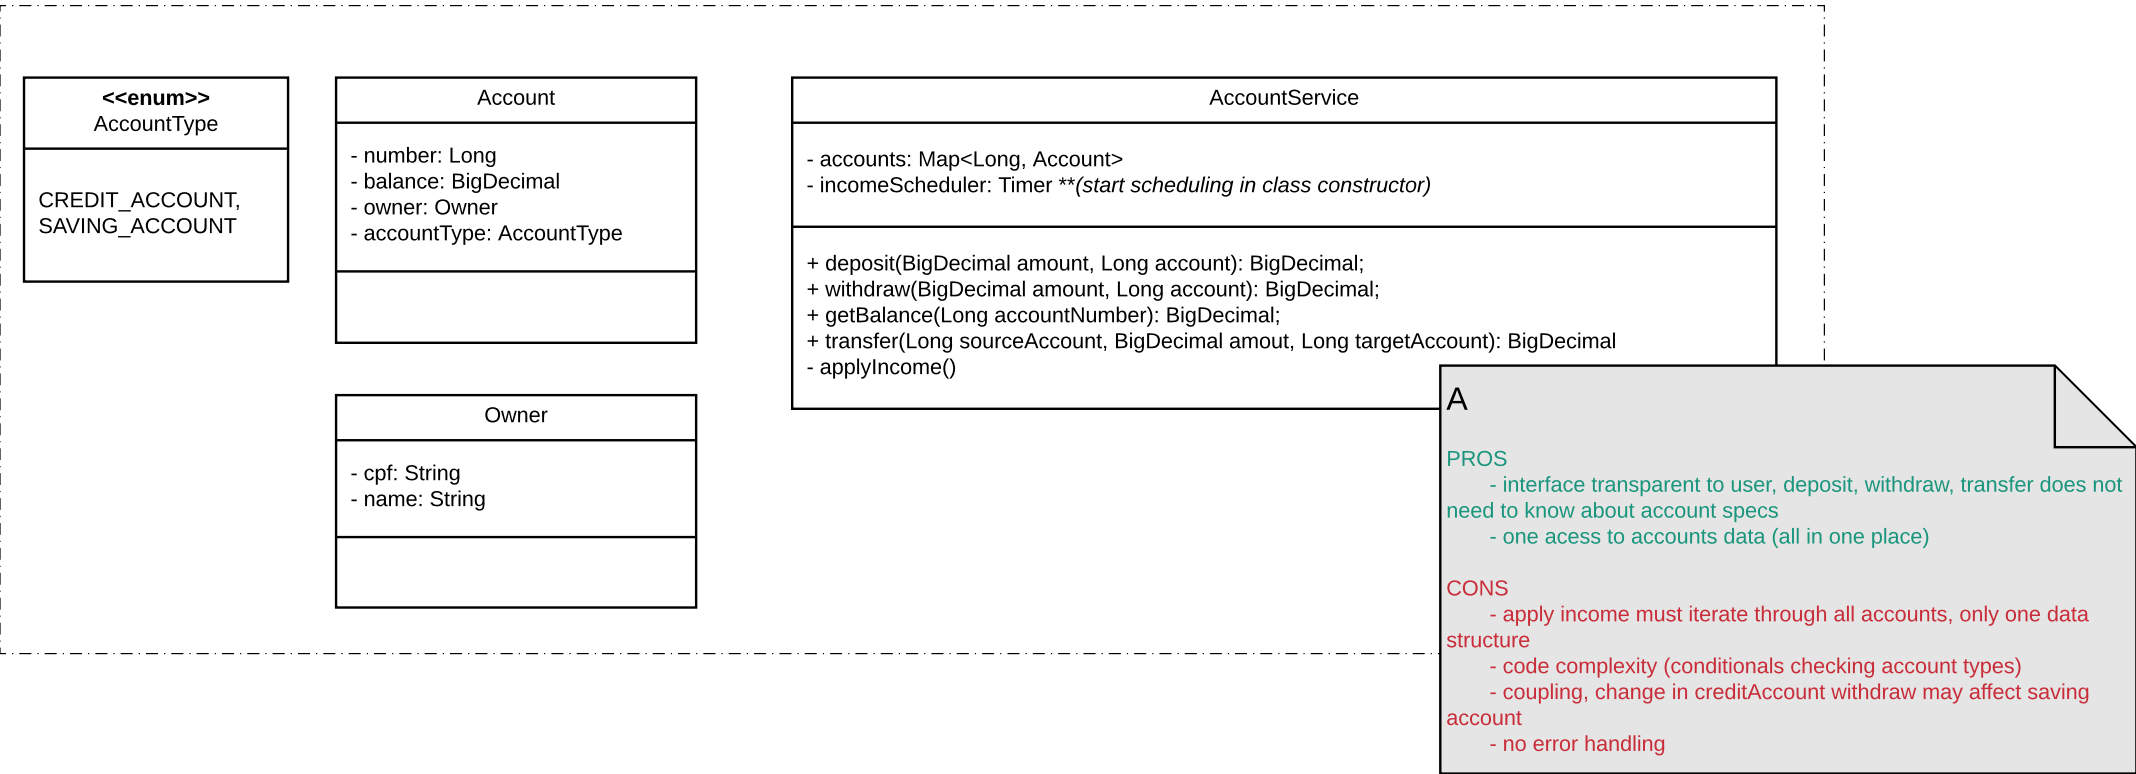 <<enum>>
AccountType
CREDIT_ACCOUNT,
SAVING_ACCOUNT
Account
- number: Long
- balance: BigDecimal
- owner: Owner
- accountType: AccountType
Owner
- cpf: String
- name: String
AccountService
- accounts: Map<Long, Account>
- incomeScheduler: Timer **(start scheduling in class constructor)
+ deposit(BigDecimal amount, Long account): BigDecimal;
+ withdraw(BigDecimal amount, Long account): BigDecimal;
+ getBalance(Long accountNumber): BigDecimal;
+ transfer(Long sourceAccount, BigDecimal amout, Long targetAccount): BigDecimal
- applyIncome()
A
PROS
- interface transparent to user, deposit, withdraw, transfer does not
need to know about account specs
- one acess to accounts data (all in one place)
CONS
- apply income must iterate through all accounts, only one data
structure
- code complexity (conditionals checking account types)
- coupling, change in creditAccount withdraw may affect saving
account
- no error handling